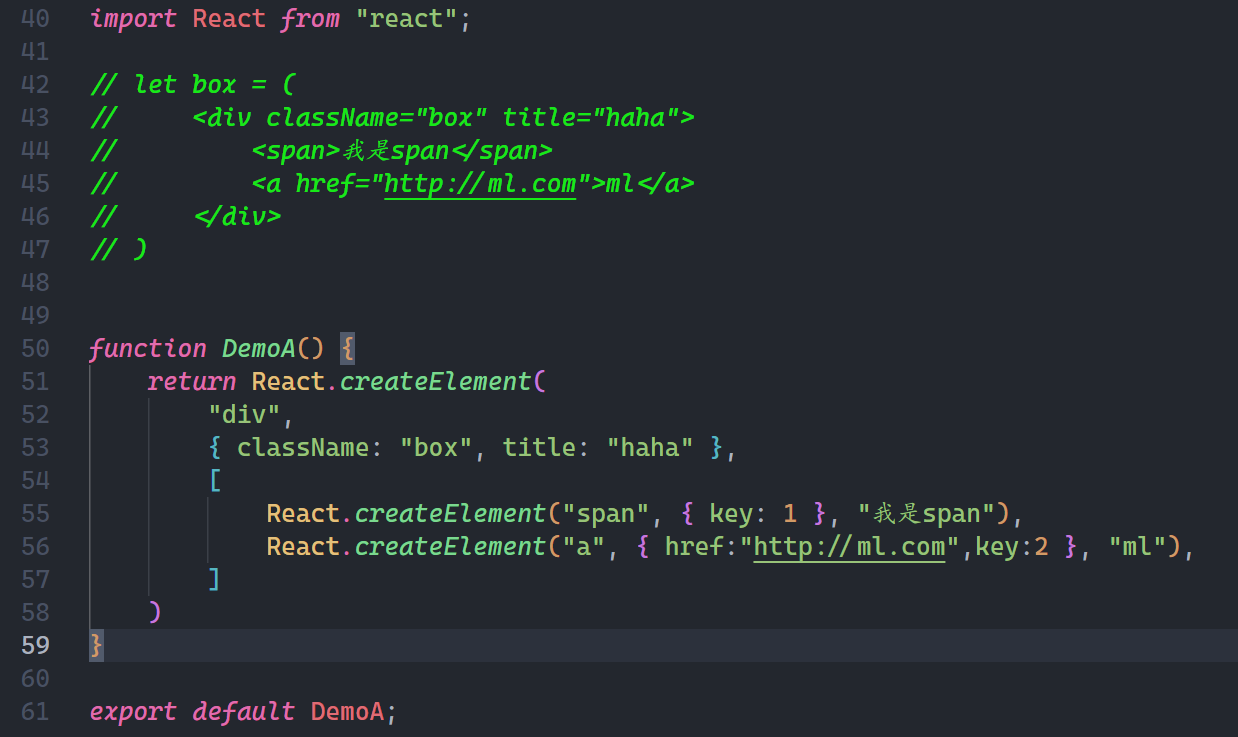 40 import React from "react";
41
42 // let box = (
43 //     <div className="box" title="haha">
44 //         <span>我是span</span>
45 //         <a href="http://ml.com">ml</a>
46 //     </div>
47 // )
48
49
50 function DemoA() {
51     return React.createElement(
52         "div",
53         { className: "box", title: "haha" },
54         [
55             React.createElement("span", { key: 1 }, "我是span"),
56             React.createElement("a", { href:"http://ml.com",key:2 }, "ml"),
57         ]
58     )
59 }
60
61 export default DemoA;